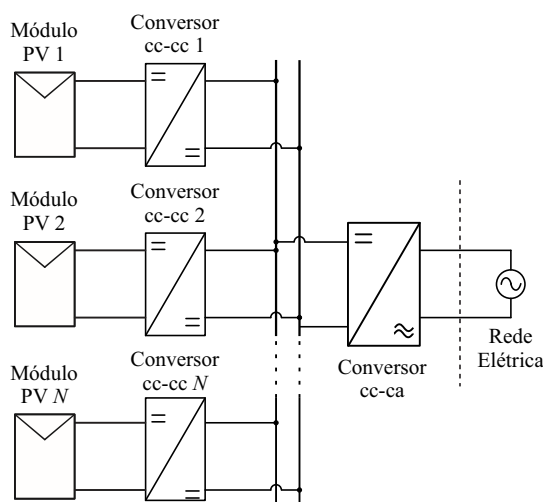 Módulo
PV 1
Conversor
cc-cc 1
Módulo
PV 2
Conversor
cc-cc 2
Módulo
PV N
Conversor
cc-cc N
Conversor
cc-ca
Rede
Elétrica